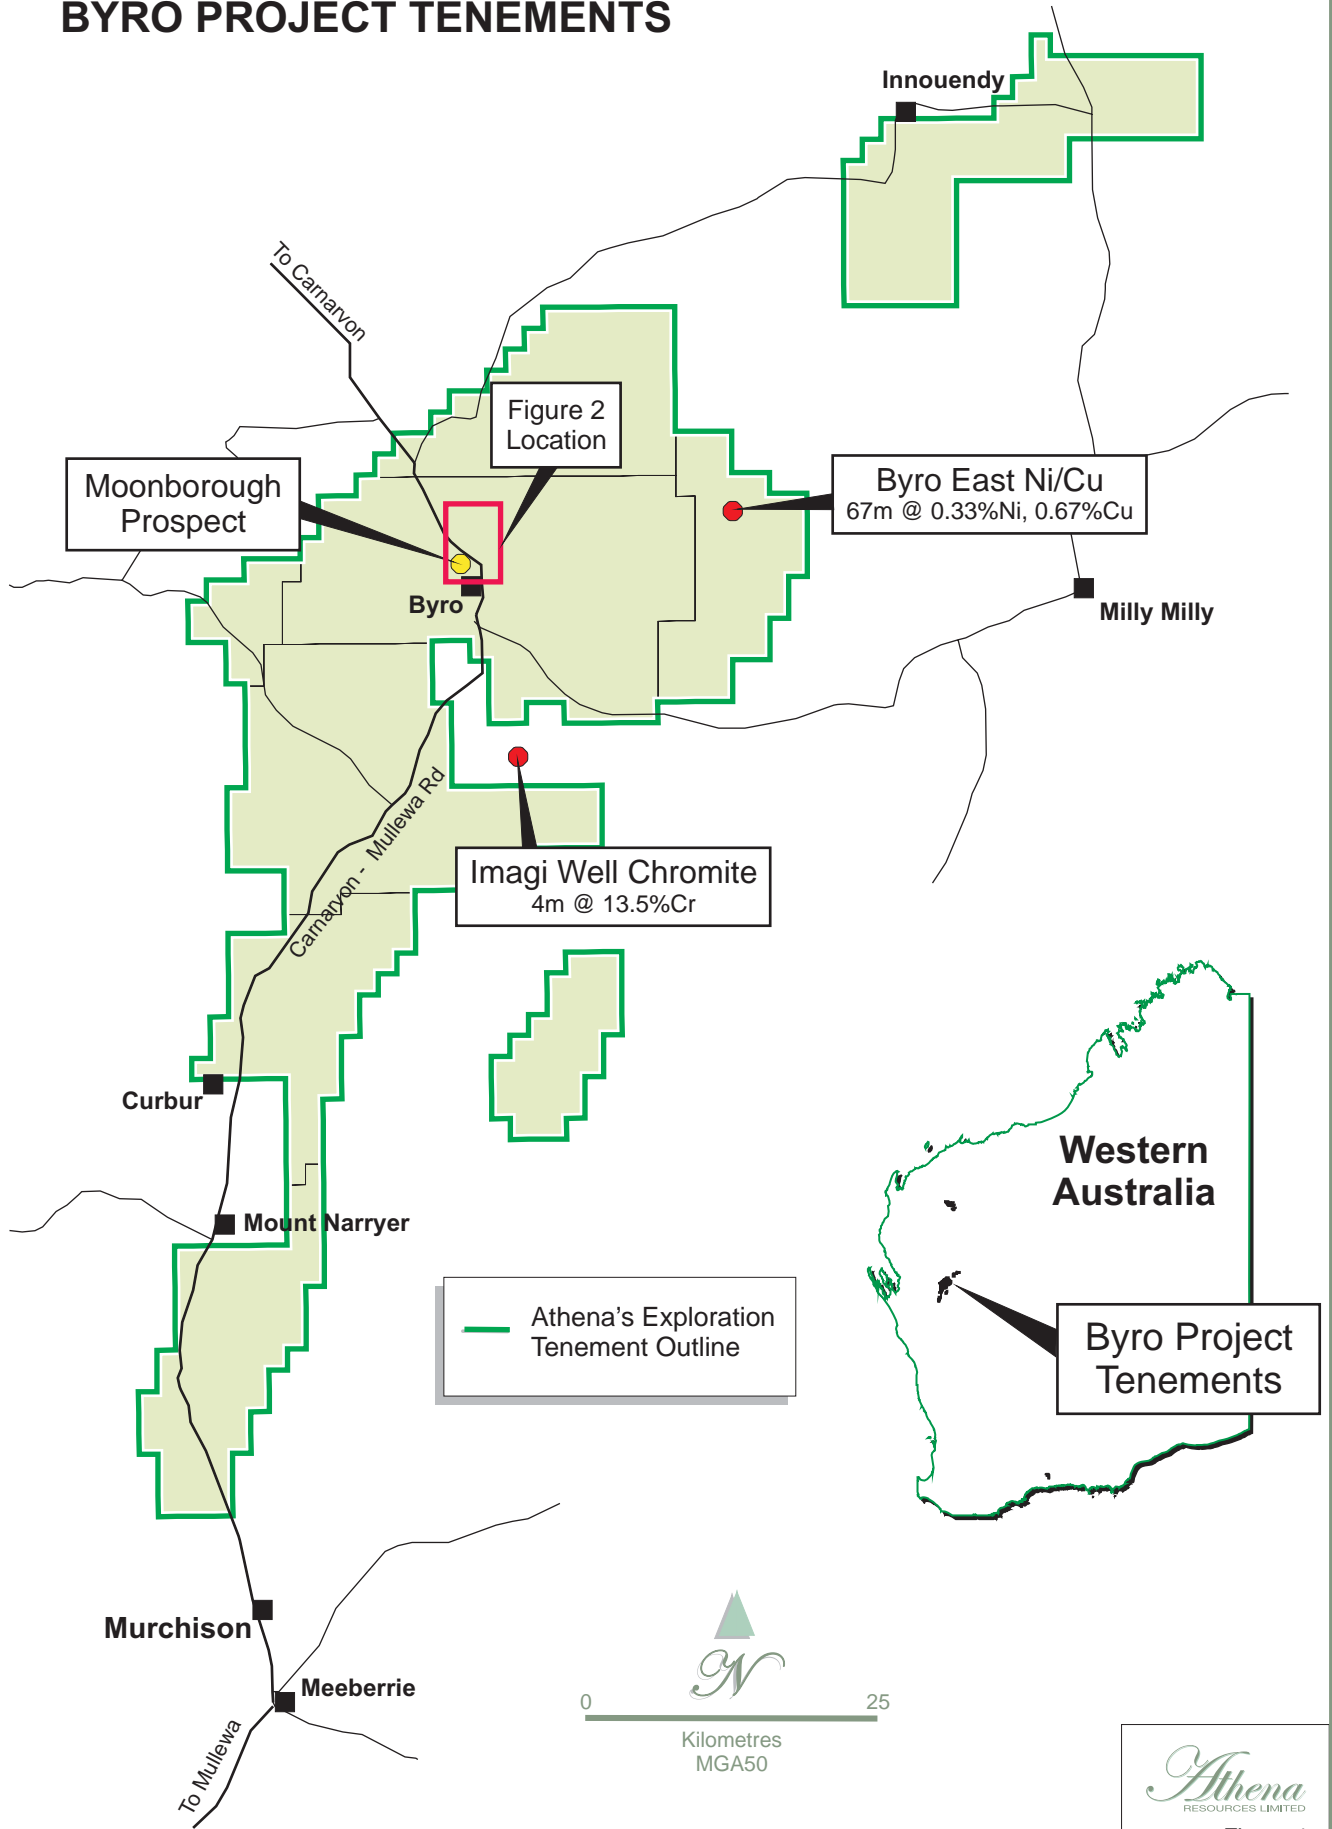 BYRO PROJECT TENEMENTS
Innouendy
To Carnarvon
Figure 2
Location
Moonborough
Prospect
Byro East Ni/Cu
67m @ 0.33%Ni, 0.67%Cu
Byro
Milly Milly
Carnarvon - Mullewa Rd
Imagi Well Chromite
4m @ 13.5%Cr
Curbur
Western
Australia
Mount Narryer
Athena's Exploration
Tenement Outline
Byro Project
Tenements
Murchison
Meeberrie
To Mullewa
N
0 25
Kilometres
MGA50
Athena
RESOURCES LIMITED